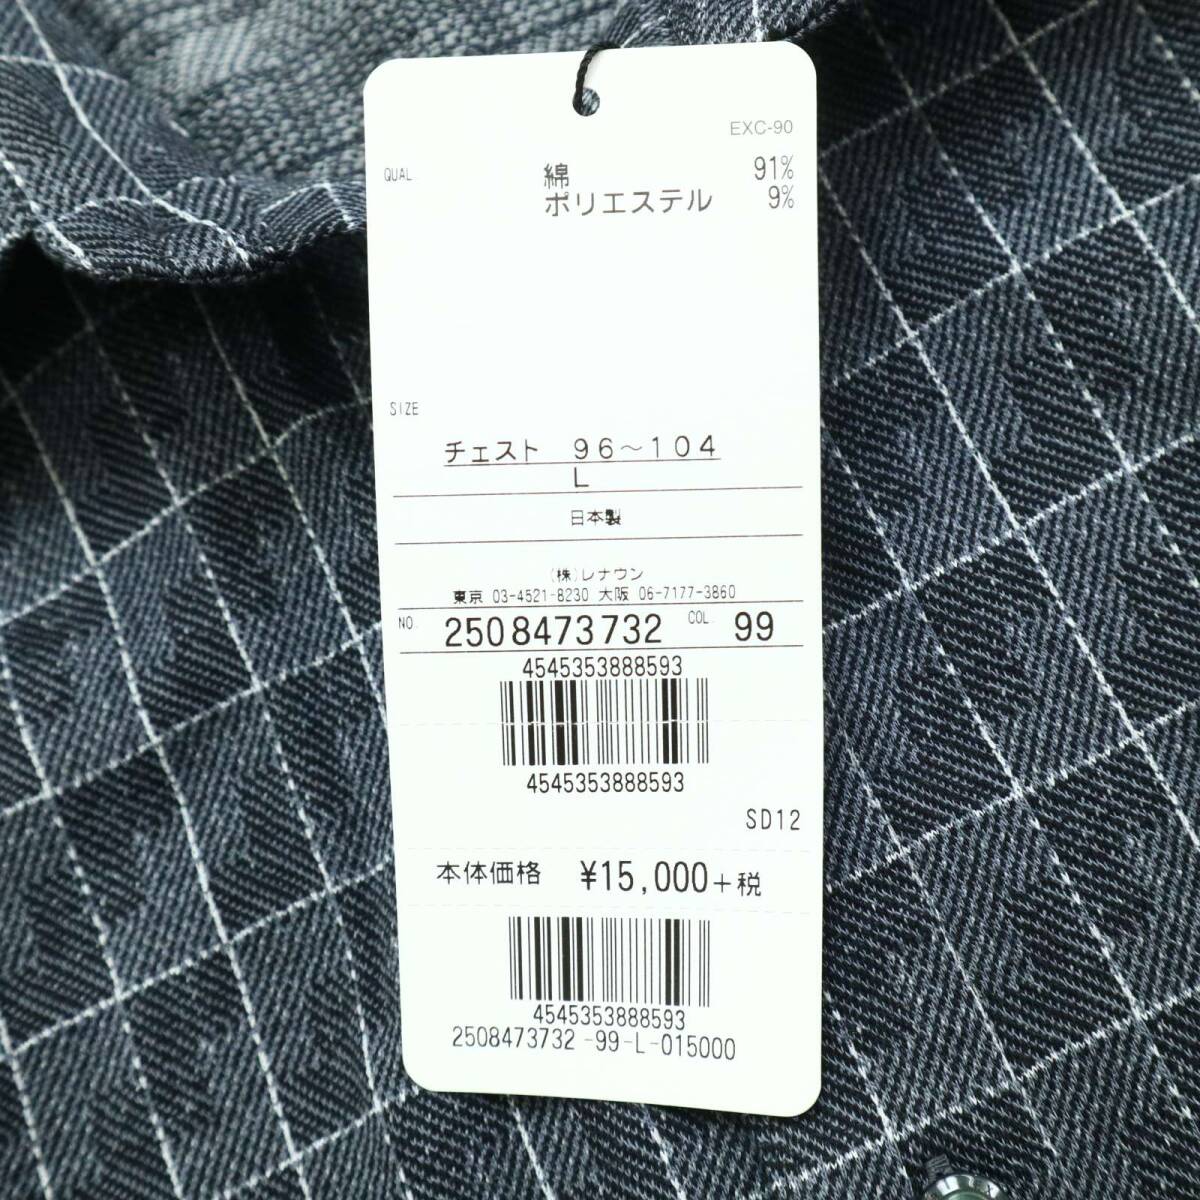 EXC-90
QUAL 綿 91%
ポリエステル 9%
SIZE
チェスト 96～104
L
日本製
(株)レナウン
東京 03-4521-8230 大阪 06-7177-3860
NO. 2508473732 COL. 99
4545353888593
4545353888593
SD12
本体価格 ¥15,000+税
4545353888593
2508473732-99-L-015000